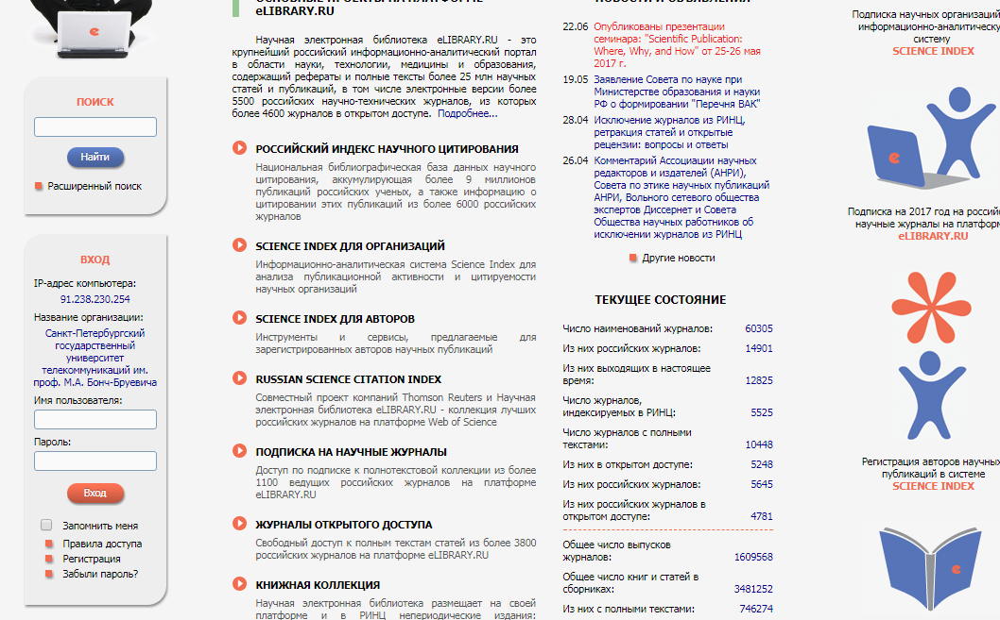 ПОИСК
Найти
Расширенный поиск
ВХОД
IP-адрес компьютера:
91.238.230.254
Название организации:
Санкт-Петербургский
государственный
университет
телекоммуникаций им.
проф. М.А. Бонч-Бруевича
Имя пользователя:
Пароль:
Вход
Запомнить меня
Правила доступа
Регистрация
Забыли пароль?
ОСНОВНЫЕ ПРОЕКТЫ НА ПЛАТФОРМЕ
eLIBRARY.RU
Научная электронная библиотека eLIBRARY.RU - это
крупнейший российский информационно-аналитический портал
в области науки, технологии, медицины и образования,
содержащий рефераты и полные тексты более 25 млн научных
статей и публикаций, в том числе электронные версии более
5500 российских научно-технических журналов, из которых
более 4600 журналов в открытом доступе. Подробнее...
РОССИЙСКИЙ ИНДЕКС НАУЧНОГО ЦИТИРОВАНИЯ
Национальная библиографическая база данных научного
цитирования, аккумулирующая более 9 миллионов
публикаций российских ученых, а также информацию о
цитировании этих публикаций из более 6000 российских
журналов
SCIENCE INDEX ДЛЯ ОРГАНИЗАЦИЙ
Информационно-аналитическая система Science Index для
анализа публикационной активности и цитируемости
научных организаций
SCIENCE INDEX ДЛЯ АВТОРОВ
Инструменты и сервисы, предлагаемые для
зарегистрированных авторов научных публикаций
RUSSIAN SCIENCE CITATION INDEX
Совместный проект компаний Thomson Reuters и Научная
электронная библиотека eLIBRARY.RU - коллекция лучших
российских журналов на платформе Web of Science
ПОДПИСКА НА НАУЧНЫЕ ЖУРНАЛЫ
Доступ по подписке к полнотекстовой коллекции из более
1100 ведущих российских журналов на платформе
eLIBRARY.RU
ЖУРНАЛЫ ОТКРЫТОГО ДОСТУПА
Свободный доступ к полным текстам статей из более 3800
российских журналов на платформе eLIBRARY.RU
КНИЖНАЯ КОЛЛЕКЦИЯ
Научная электронная библиотека размещает на своей
платформе и в РИНЦ непериодические издания:
НОВОСТИ И ОБЪЯВЛЕНИЯ
22.06 Опубликованы презентации
семинара: "Scientific Publication:
Where, Why, and How" от 25-26 мая
2017 г.
19.05 Заявление Совета по науке при
Министерстве образования и науки
РФ о формировании "Перечня ВАК"
28.04 Исключение журналов из РИНЦ,
ретракция статей и открытые
рецензии: вопросы и ответы
26.04 Комментарий Ассоциации научных
редакторов и издателей (АНРИ),
Совета по этике научных публикаций
АНРИ, Вольного сетевого общества
экспертов Диссернет и Совета
Общества научных работников об
исключении журналов из РИНЦ
Другие новости
ТЕКУЩЕЕ СОСТОЯНИЕ
Число наименований журналов: 60305
Из них российских журналов: 14901
Из них выходящих в настоящее
время: 12825
Число журналов,
индексируемых в РИНЦ: 5525
Число журналов с полными
текстами: 10448
Из них в открытом доступе: 5248
Из них российских журналов: 5645
Из них российских журналов в
открытом доступе: 4781
Общее число выпусков
журналов: 1609568
Общее число книг и статей в
сборниках: 3481252
Из них с полными текстами: 746274
Подписка научных организаций
информационно-аналитическу
систему
SCIENCE INDEX
Подписка на 2017 год на россий
научные журналы на платформ
eLIBRARY.RU
Регистрация авторов научных
публикаций в системе
SCIENCE INDEX